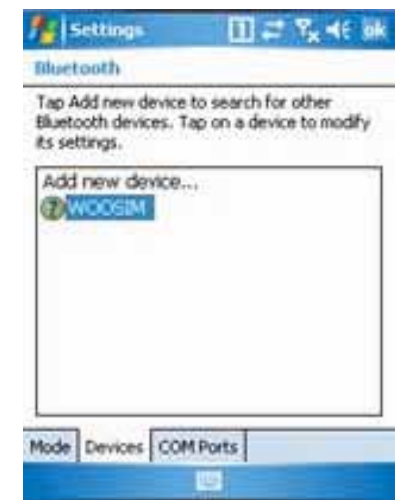 Settings
1
ok
Bluetooth
Tap Add new device to search for other
Bluetooth devices. Tap on a device to modify
its settings.
Add new device...
WOOSIM
Mode Devices COM Ports